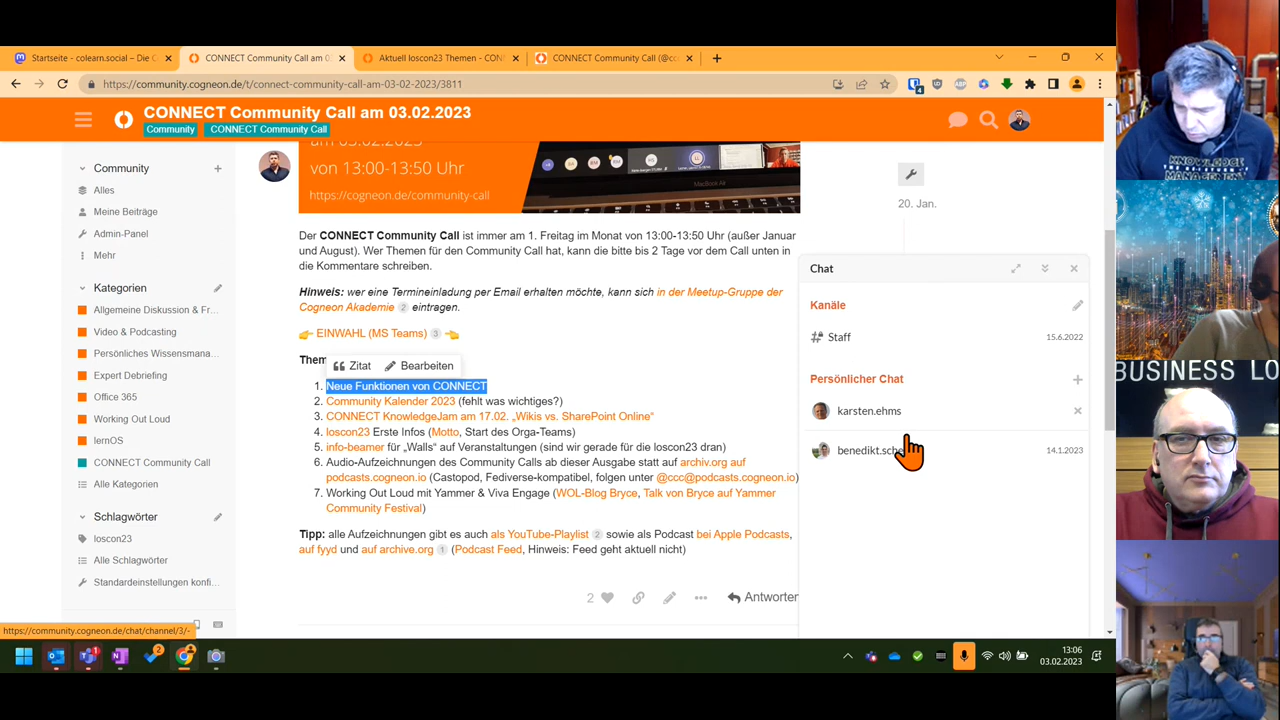 Startseite - colearn.social – Die C
CONNECT Community Call am 0
Aktuell loscon23 Themen - CON
CONNECT Community Call (@cc
https://community.cogneon.de/t/connect-community-call-am-03-02-2023/3811
4
CONNECT Community Call am 03.02.2023
Community
CONNECT Community Call
von 13:00-13:50 Uhr
https://cogneon.de/community-call
MacBook Air
Community
Alles
Meine Beiträge
Admin-Panel
Mehr
Kategorien
Allgemeine Diskussion & Fr...
Video & Podcasting
Persönliches Wissensmana...
Expert Debriefing
Office 365
Working Out Loud
lernOS
CONNECT Community Call
Alle Kategorien
Schlagwörter
loscon23
Alle Schlagwörter
Standardeinstellungen konfi...
Der CONNECT Community Call ist immer am 1. Freitag im Monat von 13:00-13:50 Uhr (außer Januar
und August). Wer Themen für den Community Call hat, kann die bitte bis 2 Tage vor dem Call unten in
die Kommentare schreiben.
Hinweis: wer eine Termineinladung per Email erhalten möchte, kann sich in der Meetup-Gruppe der
Cogneon Akademie 2 eintragen.
👉 EINWAHL (MS Teams) 3 👈
Them
Zitat
Bearbeiten
1. Neue Funktionen von CONNECT
2. Community Kalender 2023 (fehlt was wichtiges?)
3. CONNECT KnowledgeJam am 17.02. „Wikis vs. SharePoint Online“
4. loscon23 Erste Infos (Motto, Start des Orga-Teams)
5. info-beamer für „Walls“ auf Veranstaltungen (sind wir gerade für die loscon23 dran)
6. Audio-Aufzeichnungen des Community Calls ab dieser Ausgabe statt auf archiv.org auf
podcasts.cogneon.io (Castopod, Fediverse-kompatibel, folgen unter @ccc@podcasts.cogneon.io)
7. Working Out Loud mit Yammer & Viva Engage (WOL-Blog Bryce, Talk von Bryce auf Yammer
Community Festival)
Tipp: alle Aufzeichnungen gibt es auch als YouTube-Playlist 2 sowie als Podcast bei Apple Podcasts,
auf fyyd und auf archive.org 1 (Podcast Feed, Hinweis: Feed geht aktuell nicht)
2
Antworten
20. Jan.
Chat
Kanäle
Staff
15.6.2022
Persönlicher Chat
karsten.ehms
benedikt.sche
14.1.2023
https://community.cogneon.de/chat/channel/3/-
1
2
13:06
03.02.2023
KNOWLEDGE
MANAGEMENT
BUSINESS LO